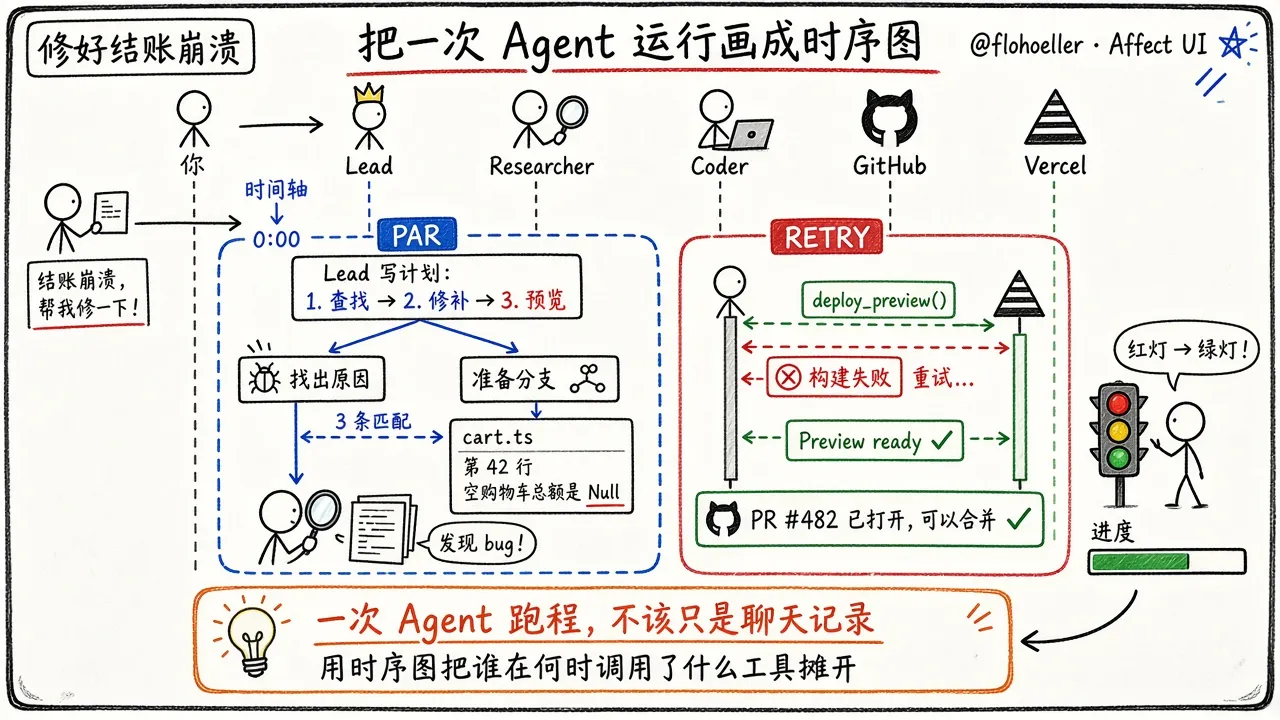 修好结账崩溃
把一次 Agent 运行画成时序图
@flohoeller · Affect UI
你
Lead
Researcher
Coder
GitHub
Vercel
时间轴
0:00
结账崩溃，
帮我修一下！
PAR
Lead 写计划：
1. 查找 → 2. 修补 → 3. 预览
找出原因
准备分支
3 条匹配
cart.ts
第 42 行
空购物车总额是 Null
发现 bug！
RETRY
deploy_preview()
构建失败 重试...
Preview ready ✓
PR #482 已打开，可以合并 ✓
红灯 → 绿灯！
进度
一次 Agent 跑程，不该只是聊天记录
用时序图把谁在何时调用了什么工具摊开